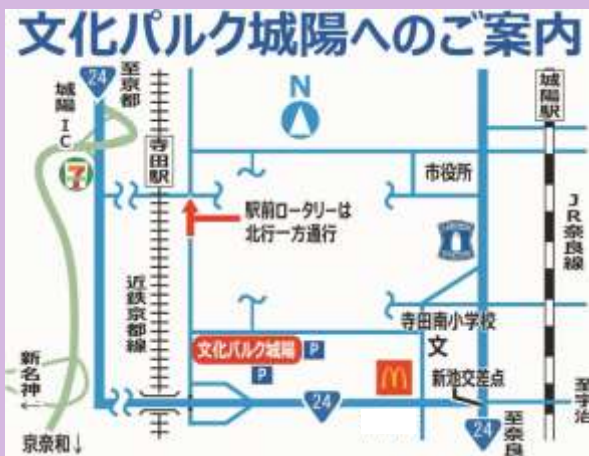 文化パルク城陽へのご案内
24
至京都
城陽IC
7
寺田駅
N
市役所
城陽駅
駅前ロータリーは
北行一方通行
JR奈良線
近鉄京都線
寺田南小学校
文
文化パルク城陽
P
P
M
新池交差点
新名神
←
京奈和↓
24
24
至奈良
至宇治